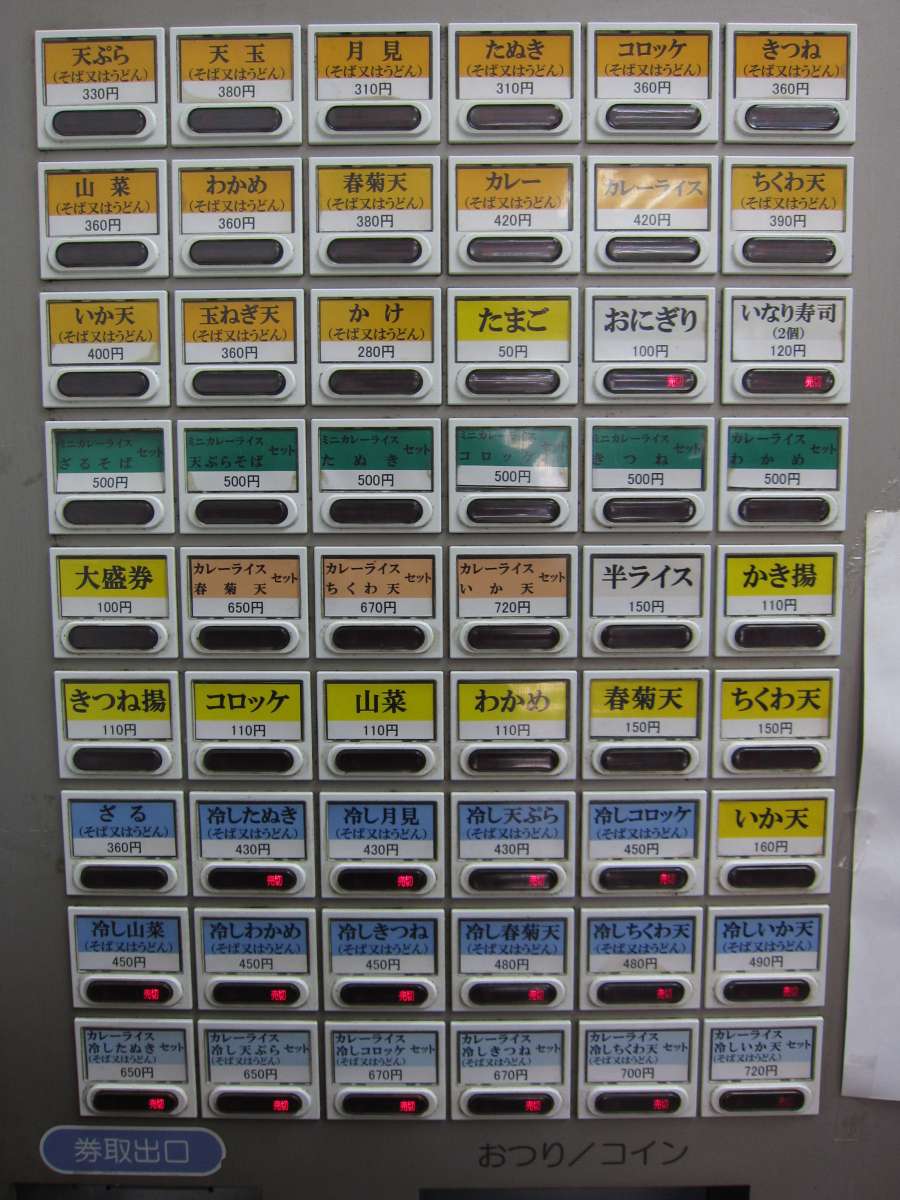 天ぷら
(そば又はうどん)
330円
天玉
(そば又はうどん)
380円
月見
(そば又はうどん)
310円
たぬき
(そば又はうどん)
310円
コロッケ
(そば又はうどん)
360円
きつね
(そば又はうどん)
360円
山菜
(そば又はうどん)
360円
わかめ
(そば又はうどん)
360円
春菊天
(そば又はうどん)
380円
カレー
(そば又はうどん)
420円
カレーライス
420円
ちくわ天
(そば又はうどん)
390円
いか天
(そば又はうどん)
400円
玉ねぎ天
(そば又はうどん)
360円
かけ
(そば又はうどん)
280円
たまご
50円
おにぎり
100円
売切
いなり寿司
(2個)
120円
売切
ミニカレーライス
ざるそば
セット
500円
ミニカレーライス
天ぷらそば
セット
500円
ミニカレーライス
たぬき
セット
500円
ミニカレーライス
コロッケ
セット
500円
ミニカレーライス
きつね
セット
500円
ミニカレーライス
わかめ
セット
500円
大盛券
100円
カレーライス
春菊天
セット
650円
カレーライス
ちくわ天
セット
670円
カレーライス
いか天
セット
720円
半ライス
150円
かき揚
110円
きつね揚
110円
コロッケ
110円
山菜
110円
わかめ
110円
春菊天
150円
ちくわ天
150円
ざる
(そば又はうどん)
360円
冷したぬき
(そば又はうどん)
430円
売切
冷し月見
(そば又はうどん)
430円
売切
冷し天ぷら
(そば又はうどん)
430円
売切
冷しコロッケ
(そば又はうどん)
450円
売切
いか天
160円
冷し山菜
(そば又はうどん)
450円
売切
冷しわかめ
(そば又はうどん)
450円
売切
冷しきつね
(そば又はうどん)
450円
売切
冷し春菊天
(そば又はうどん)
480円
売切
冷しちくわ天
(そば又はうどん)
480円
売切
冷しいか天
(そば又はうどん)
490円
売切
カレーライス
冷したぬき
セット
(そば又はうどん)
650円
売切
カレーライス
冷し天ぷら
セット
(そば又はうどん)
650円
売切
カレーライス
冷しコロッケ
セット
(そば又はうどん)
670円
売切
カレーライス
冷しきつね
セット
(そば又はうどん)
670円
売切
カレーライス
冷しちくわ天
セット
(そば又はうどん)
700円
売切
カレーライス
冷しいか天
セット
(そば又はうどん)
720円
売切
券取出口
おつり/コイン